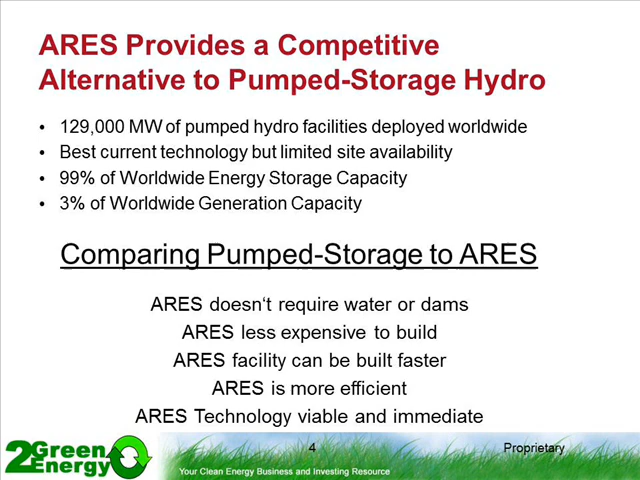 ARES Provides a Competitive
Alternative to Pumped-Storage Hydro
• 129,000 MW of pumped hydro facilities deployed worldwide
• Best current technology but limited site availability
• 99% of Worldwide Energy Storage Capacity
• 3% of Worldwide Generation Capacity
Comparing Pumped-Storage to ARES
ARES doesn‘t require water or dams
ARES less expensive to build
ARES facility can be built faster
ARES is more efficient
ARES Technology viable and immediate
2Green
Energy
4
Proprietary
Your Clean Energy Business and Investing Resource